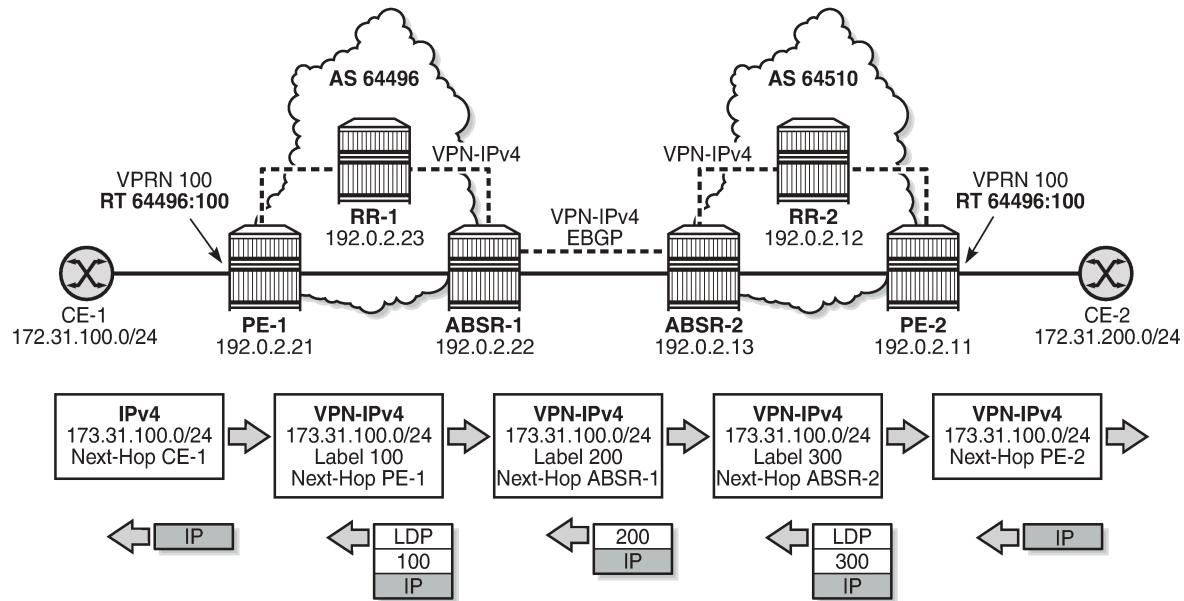 AS 64496
AS 64510
VPN-IPv4
VPN-IPv4
VPRN 100
RT 64496:100
VPRN 100
RT 64496:100
RR-1
192.0.2.23
VPN-IPv4
EBGP
RR-2
192.0.2.12
CE-1
172.31.100.0/24
PE-1
192.0.2.21
ABSR-1
192.0.2.22
ABSR-2
192.0.2.13
PE-2
192.0.2.11
CE-2
172.31.200.0/24
IPv4
173.31.100.0/24
Next-Hop CE-1
VPN-IPv4
173.31.100.0/24
Label 100
Next-Hop PE-1
VPN-IPv4
173.31.100.0/24
Label 200
Next-Hop ABSR-1
VPN-IPv4
173.31.100.0/24
Label 300
Next-Hop ABSR-2
VPN-IPv4
173.31.100.0/24
Next-Hop PE-2
IP
LDP
100
IP
200
IP
LDP
300
IP
IP